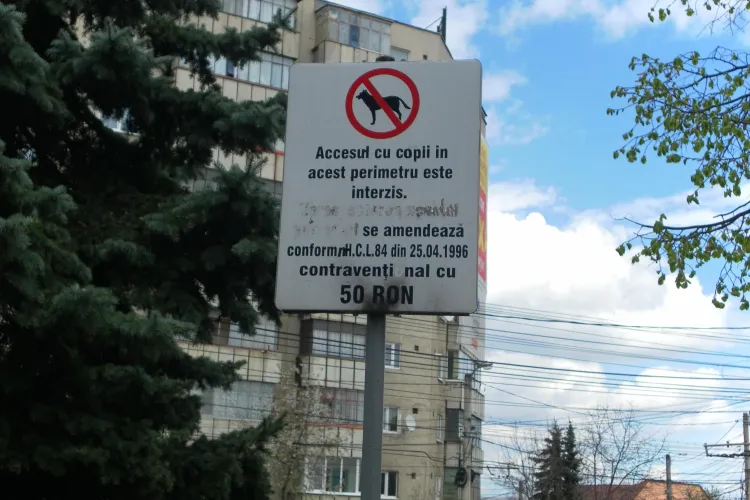 Accesul cu copii in
acest perimetru este
interzis.
se amendează
conform H.C.L.84 din 25.04.1996
contravenți nal cu
50 RON